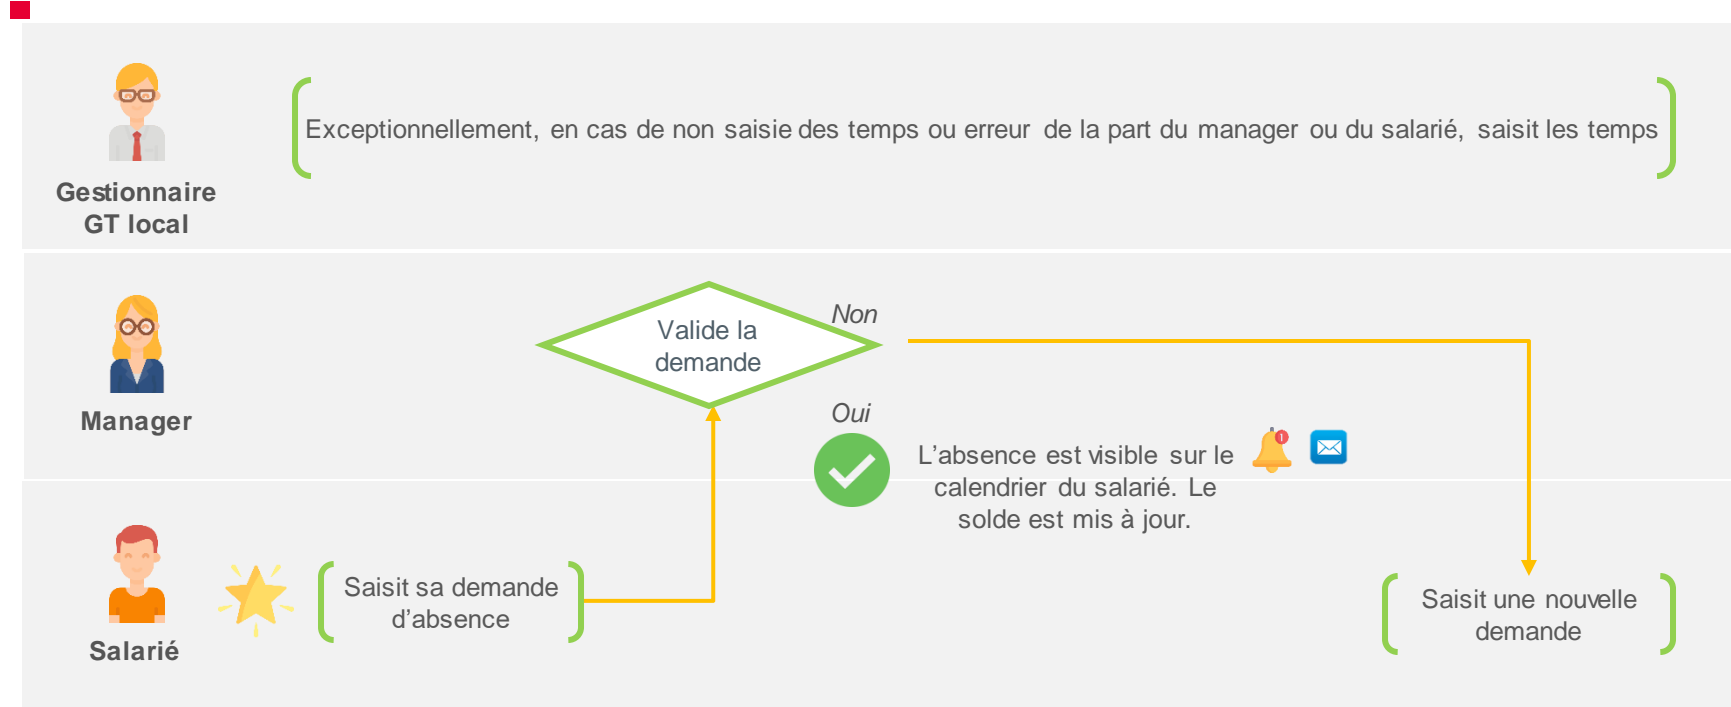 Exceptionnellement, en cas de non saisie des temps ou erreur de la part du manager ou du salarié, saisit les temps
Gestionnaire
GT local
Non
Valide la
demande
Manager
Oui
1
L'absence est visible sur le
calendrier du salarié. Le
solde est mis à jour.
Saisit sa demande
d'absence
Saisit une nouvelle
demande
Salarié